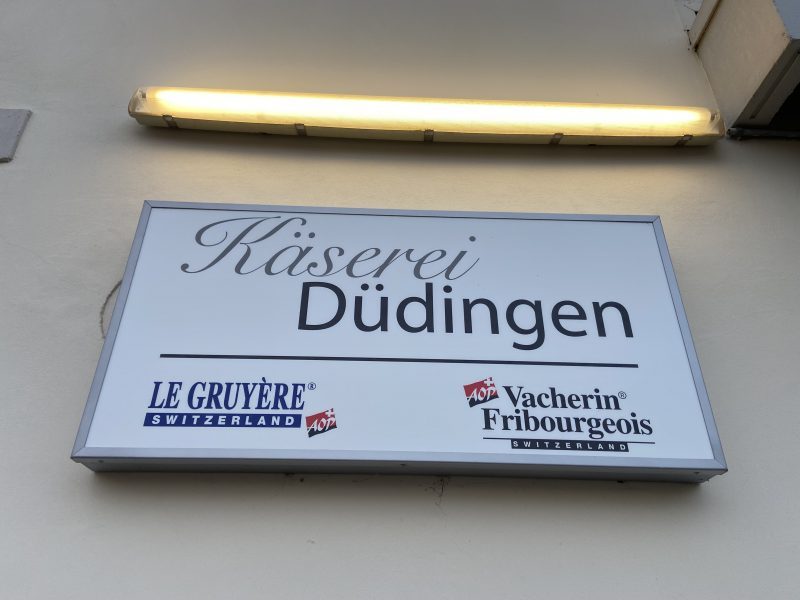 Käserei
Düdingen
LE GRUYÈRE®
SWITZERLAND
AOP
AOP
Vacherin®
Fribourgeois
SWITZERLAND